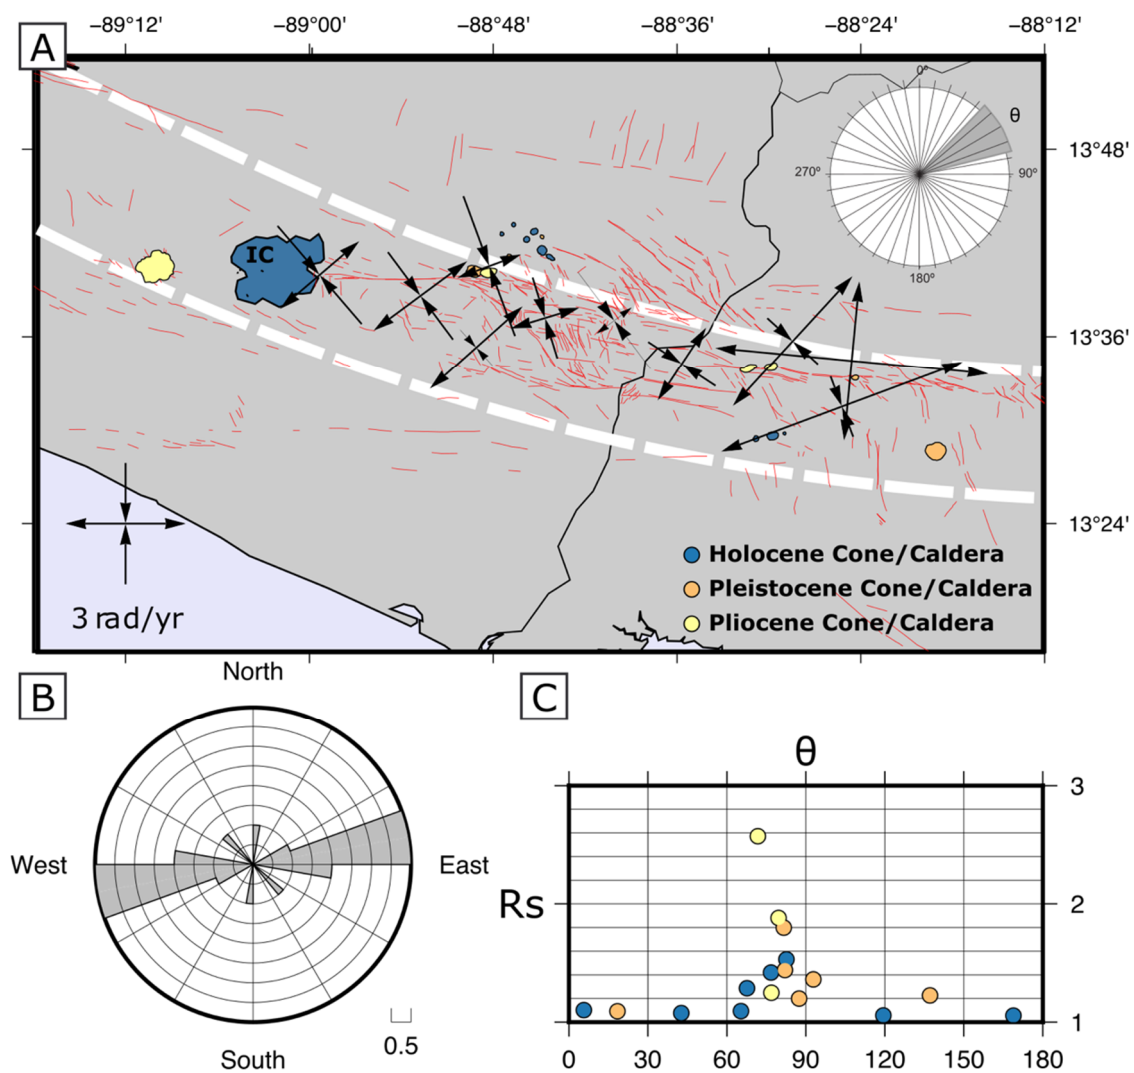 −89°12' −89°00' −88°48' −88°36' −88°24' −88°12'
A
0°
θ
270°
90°
180°
13°48'
IC
13°36'
13°24'
Holocene Cone/Caldera
Pleistocene Cone/Caldera
Pliocene Cone/Caldera
3 rad/yr
B
North
West
East
South
0.5
C
θ
3
2
1
Rs
0 30 60 90 120 150 180